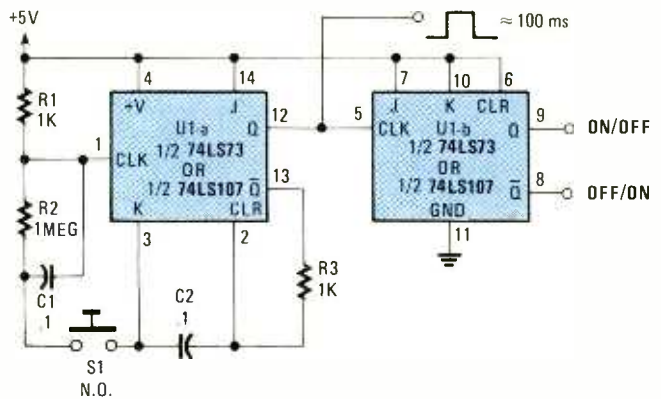 +5V
≈ 100 ms
4
14
7
10
6
R1
1K
+V
J
J
K
CLR
1
CLK
U1-a
Q
12
5
CLK
U1-b
Q
9
ON/OFF
1/2 74LS73
OR
1/2 74LS107
Q̅
13
1/2 74LS73
OR
1/2 74LS107
Q̅
8
OFF/ON
R2
1MEG
K
CLR
GND
3
2
11
R3
1K
C1
.1
C2
.1
S1
N.O.